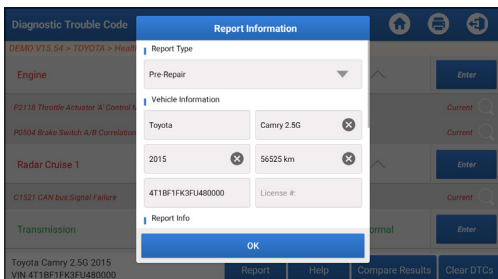 Diagnostic Trouble Code
Report Information
DEMO V15.54 > TOYOTA > Healt
Report Type
Engine
Pre-Repair
Enter
Vehicle Information
P2118 Throttle Actuator 'A' Control M
Current
Toyota
Camry 2.5G
P0504 Brake Switch A/B Correlation
Current
2015
56525 km
Radar Cruise 1
Enter
4T1BF1FK3FU480000
License #:
C1521 CAN bus:Signal Failure
Current
Report Info
Transmission
ormal
Enter
OK
Toyota Camry 2.5G 2015
VIN 4T1BF1FK3FU480000
Report
Help
Compare Results
Clear DTCs